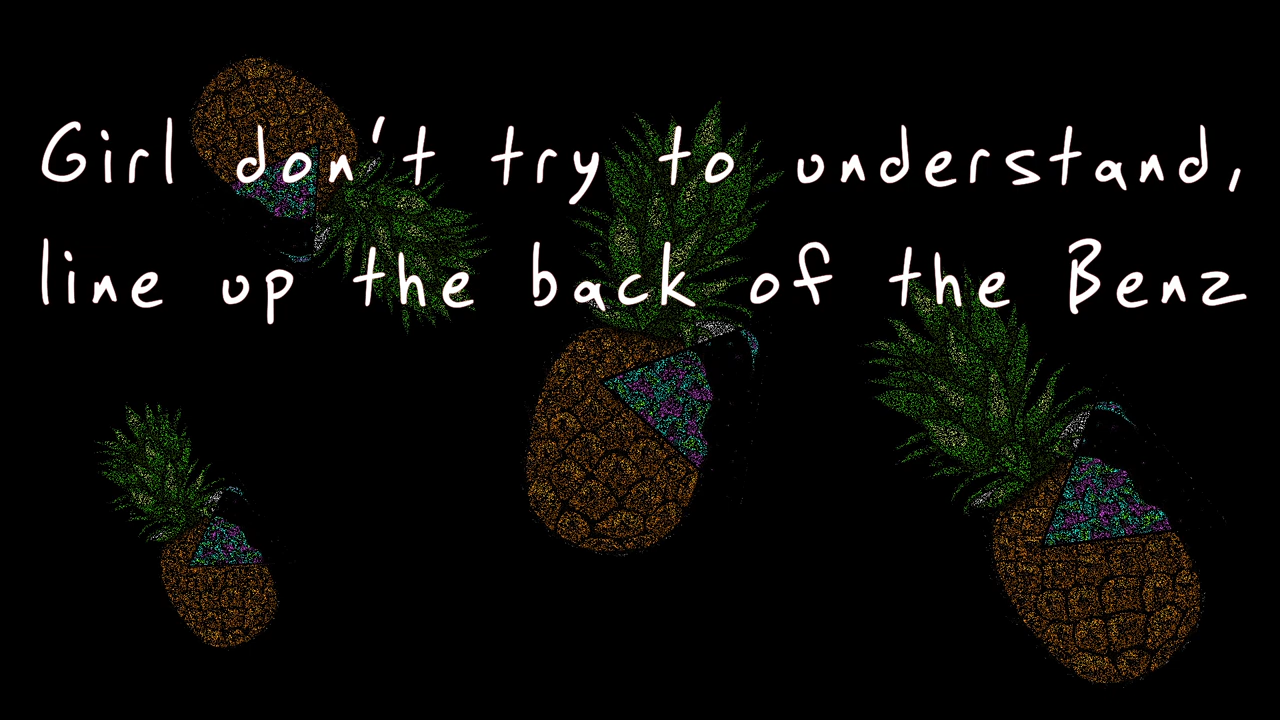 Girl don't try to understand,
line up the back of the Benz